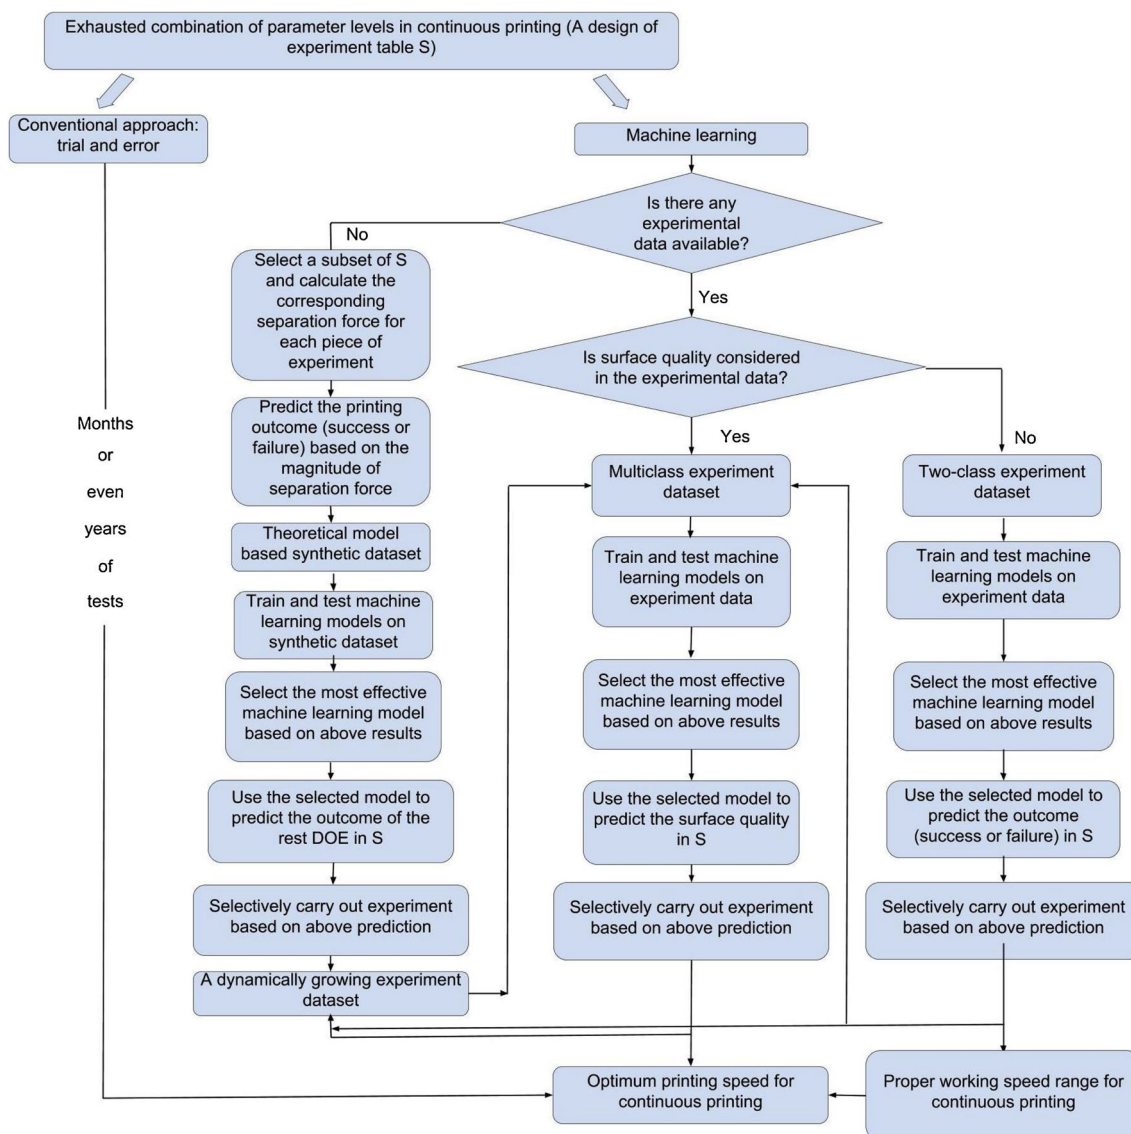 Exhausted combination of parameter levels in continuous printing (A design of
experiment table S)
Conventional approach:
trial and error
Machine learning
Is there any
experimental
data available?
No
Yes
Select a subset of S
and calculate the
corresponding
separation force for
each piece of
experiment
Is surface quality considered
in the experimental data?
Yes
No
Predict the printing
outcome (success or
failure) based on the
magnitude of
separation force
Months
or
even
years
of
tests
Theoretical model
based synthetic dataset
Train and test machine
learning models on
synthetic dataset
Select the most effective
machine learning model
based on above results
Use the selected model to
predict the outcome of the
rest DOE in S
Selectively carry out experiment
based on above prediction
A dynamically growing experiment
dataset
Multiclass experiment
dataset
Train and test machine
learning models on
experiment data
Select the most effective
machine learning model
based on above results
Use the selected model to
predict the surface quality
in S
Selectively carry out experiment
based on above prediction
Two-class experiment
dataset
Train and test machine
learning models on
experiment data
Select the most effective
machine learning model
based on above results
Use the selected model to
predict the outcome
(success or failure) in S
Selectively carry out experiment
based on above prediction
Optimum printing speed for
continuous printing
Proper working speed range for
continuous printing